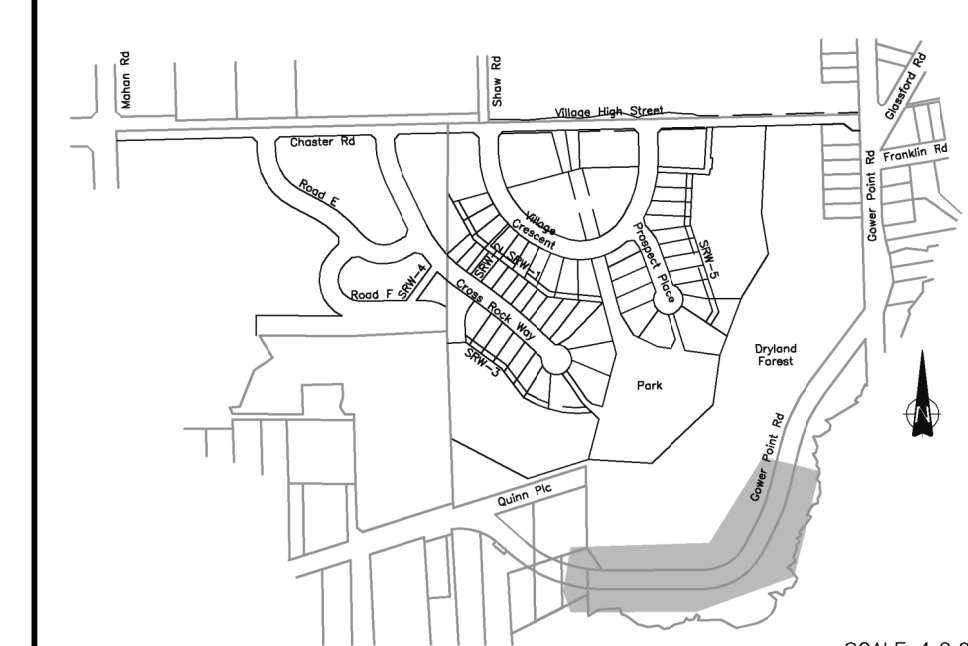 Mahan Rd
Shaw Rd
Glassford Rd
Village High Street
Chaster Rd
Franklin Rd
Gower Point Rd
Road E
Village
Crescent
Prospect Place
SRW-5
SRW-1
SRW-4
Road F
Cross Rock Way
SRW-3
Dryland
Forest
Park
N
Gower Point Rd
Quinn Plc